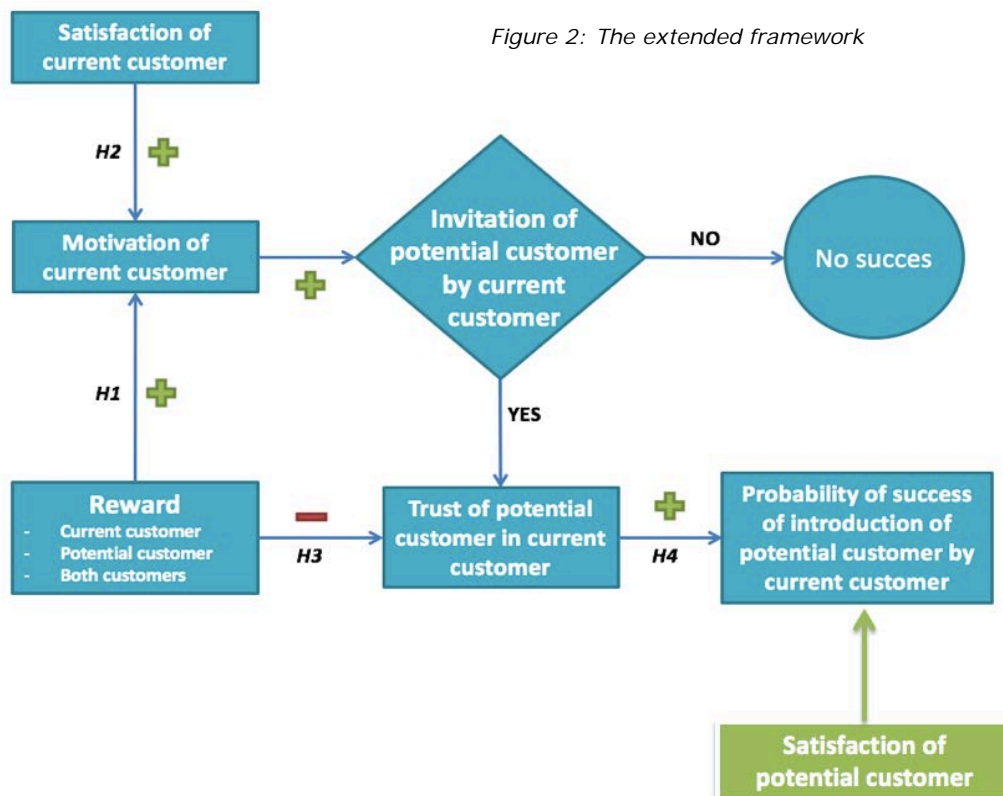 Figure 2: The extended framework
Satisfaction of
current customer
H2
Motivation of
current customer
Invitation of
potential customer
by current
customer
NO
No succes
H1
YES
Reward
- Current customer
- Potential customer
- Both customers
H3
Trust of potential
customer in current
customer
H4
Probability of success
of introduction of
potential customer by
current customer
Satisfaction of
potential customer